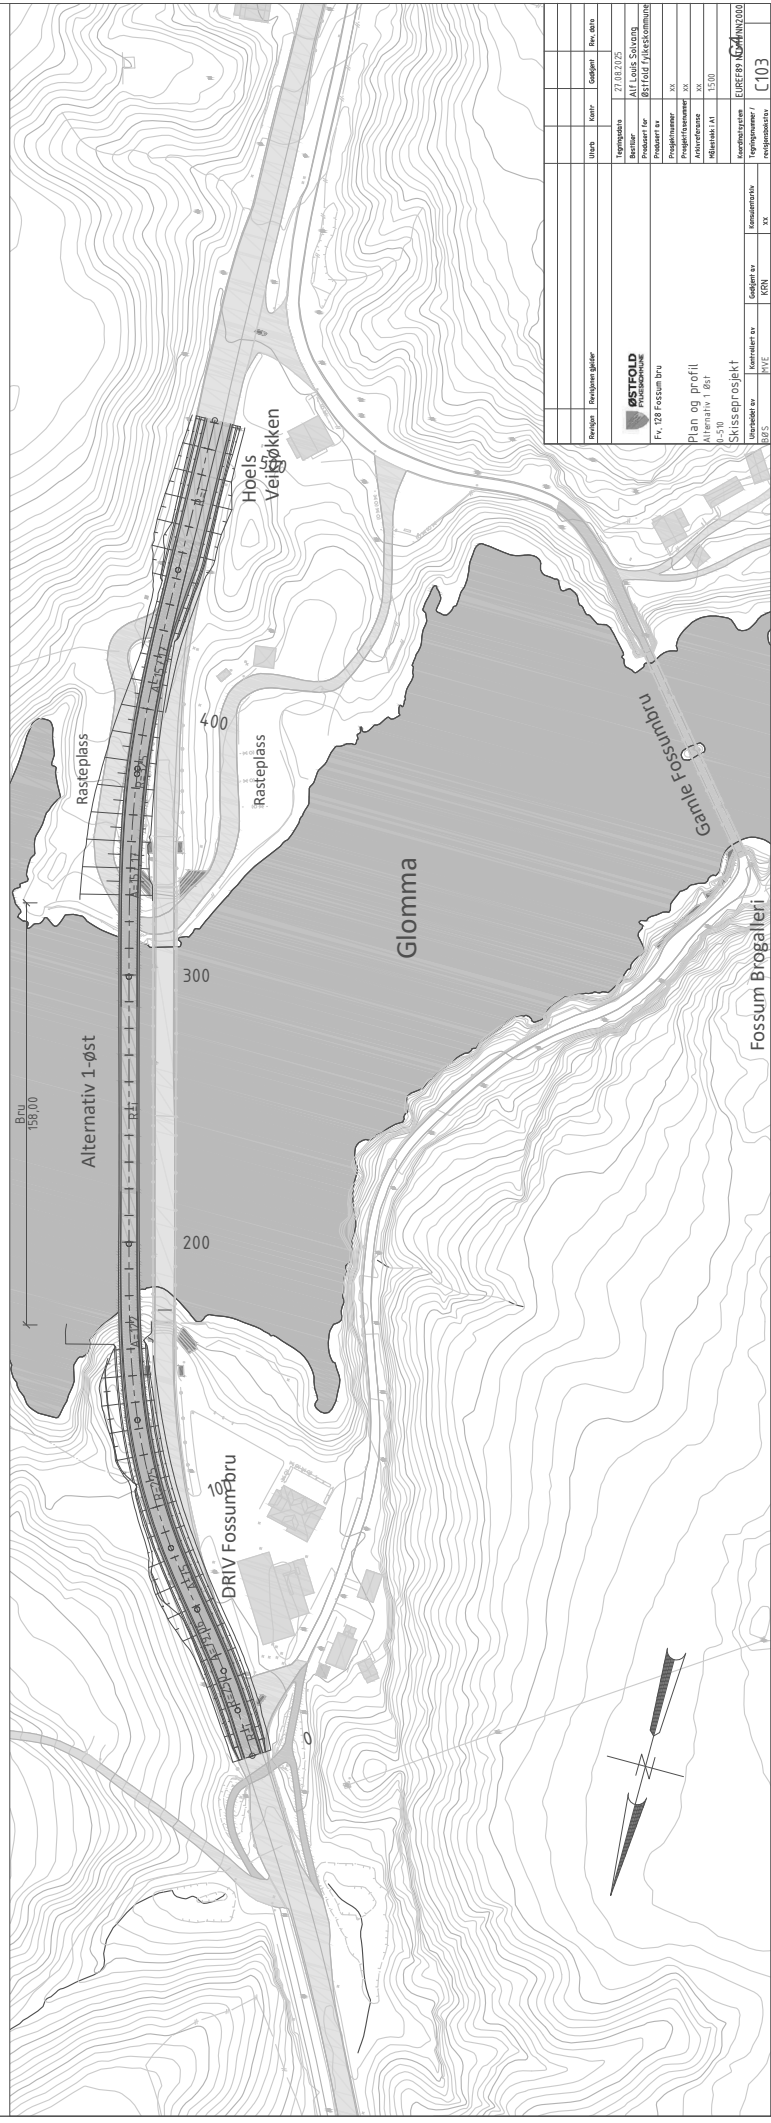 Bru
158,00
Alternativ 1-øst
Rasteplass
Rasteplass
Hoels
Veikjøkken
DRIV Fossum bru
Glomma
Gamle Fossumbru
Fossum Brogalleri
0
200
300
400
500
Revisjon
Revisjonen gjelder
Utarb
Kontr
Godkjent
Rev. dato
ØSTFOLD
FYLKESKOMMUNE
Fv. 128 Fossum bru
Plan og profil
Alternativ 1 Øst
0-510
Skisseprosjekt
Tegningsdato
27.08.2025
Bestiller
Alf Louis Solvang
Produsert for
Østfold fylkeskommune
Produsert av
Prosjektnummer
xx
Prosjektfasenummer
xx
Arkivreferanse
xx
Målestokk i A1
1:500
Koordinatsystem
EUREF89
Utarbeidet av
Kontrollert av
Godkjent av
Konsulentarkiv
Tegningsnummer /
revisjonsbokstav
BØS
MVE
KRN
xx
C103